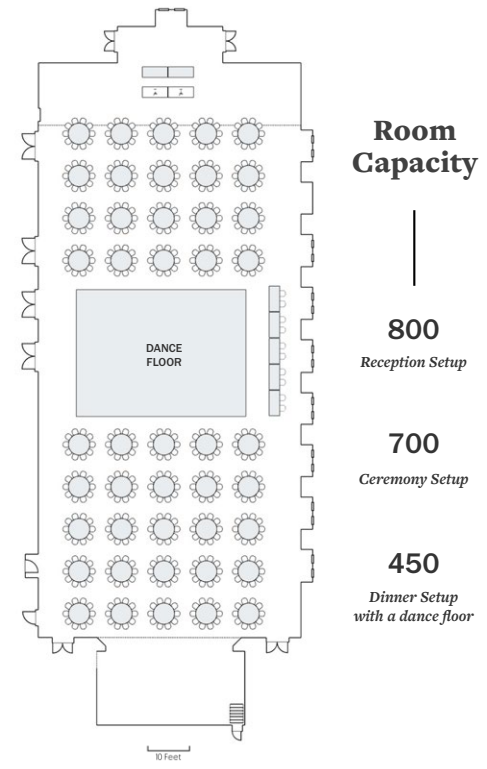 Room
Capacity
800
Reception Setup
700
Ceremony Setup
450
Dinner Setup
with a dance floor
DANCE
FLOOR
10 Feet